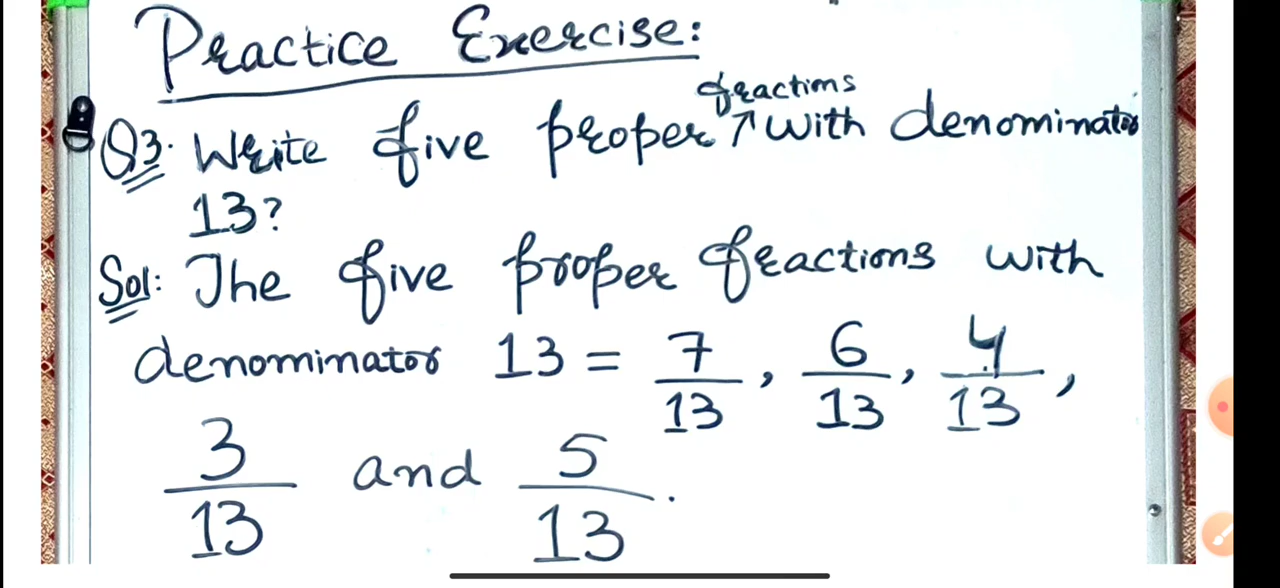 Practice Exercise:
Q3. Write five proper fractions with denominator
13?
Sol: The five proper fractions with
denominator 13 = 7/13, 6/13, 4/13,
3/13 and 5/13.